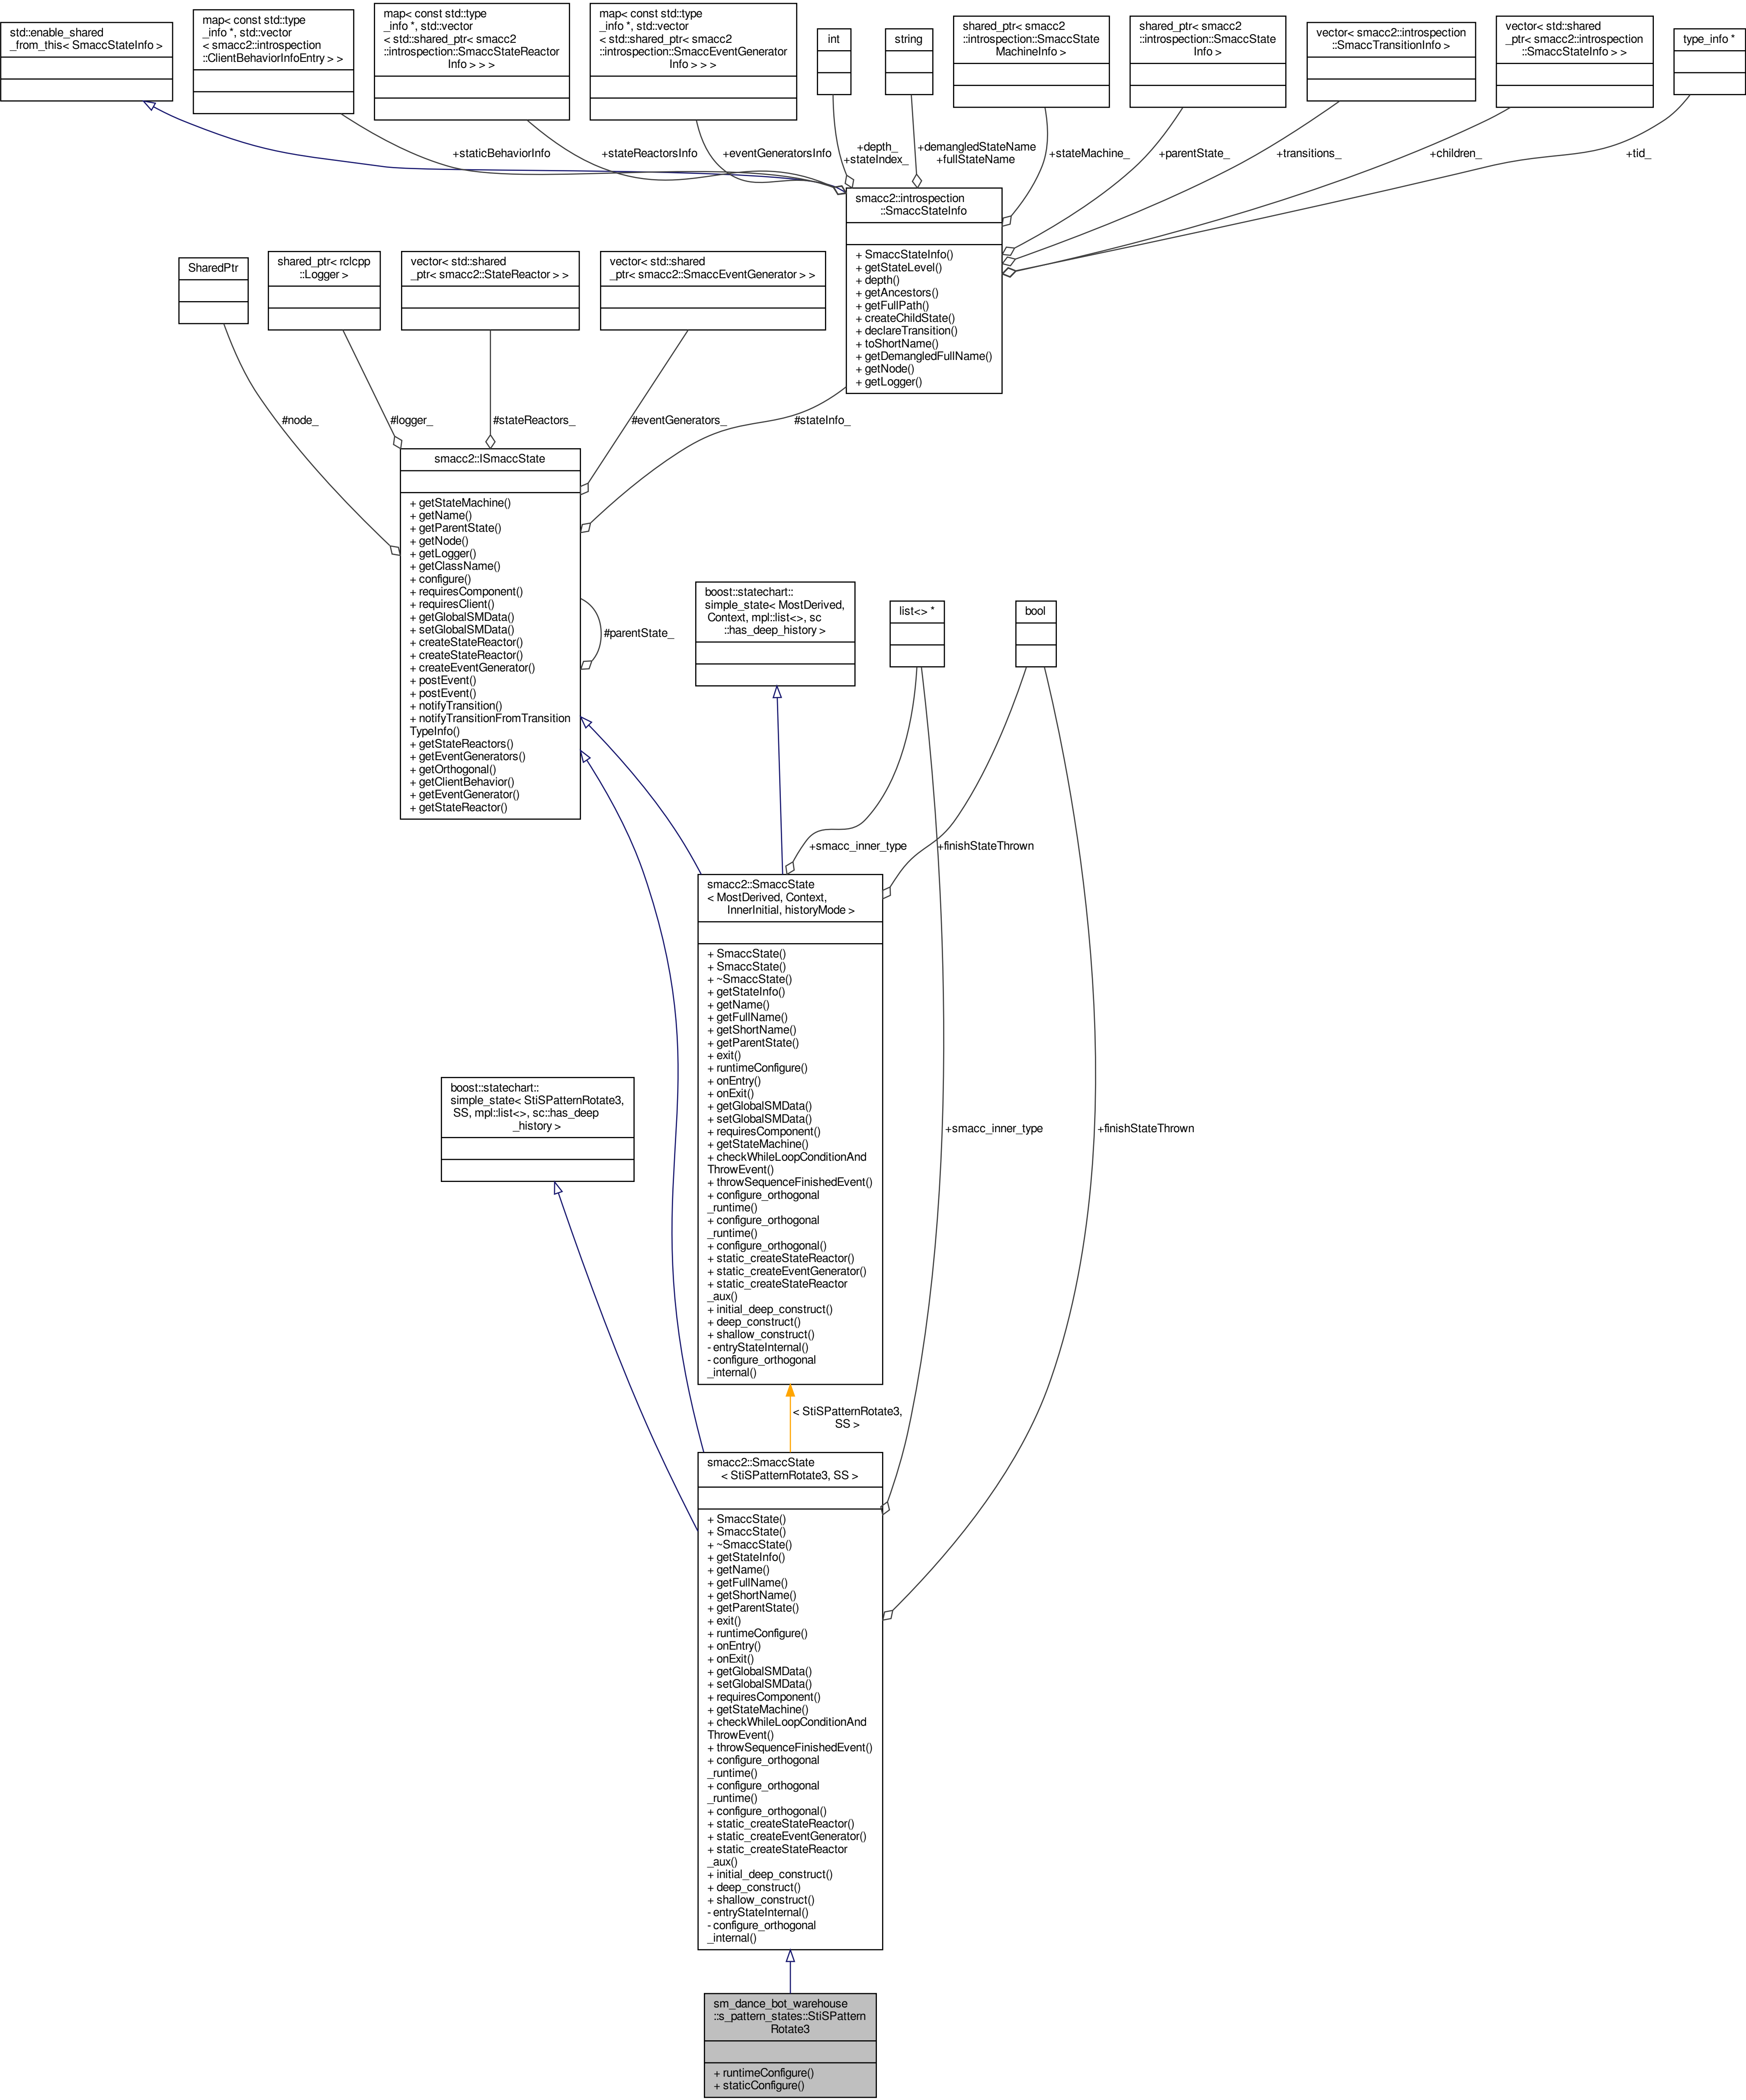 std::enable_shared
_from_this< SmaccStateInfo >
map< const std::type
_info *, std::vector
< smacc2::introspection
::ClientBehaviorInfoEntry > >
map< const std::type
_info *, std::vector
< std::shared_ptr< smacc2
::introspection::SmaccStateReactor
Info > > >
map< const std::type
_info *, std::vector
< std::shared_ptr< smacc2
::introspection::SmaccEventGenerator
Info > > >
int
string
shared_ptr< smacc2
::introspection::SmaccState
MachineInfo >
shared_ptr< smacc2
::introspection::SmaccState
Info >
vector< smacc2::introspection
::SmaccTransitionInfo >
vector< std::shared
_ptr< smacc2::introspection
::SmaccStateInfo > >
type_info *
+staticBehaviorInfo
+stateReactorsInfo
+eventGeneratorsInfo
+depth_
+stateIndex_
+demangledStateName
+fullStateName
+stateMachine_
+parentState_
+transitions_
+children_
+tid_
smacc2::introspection
::SmaccStateInfo
+ SmaccStateInfo()
+ getStateLevel()
+ depth()
+ getAncestors()
+ getFullPath()
+ createChildState()
+ declareTransition()
+ toShortName()
+ getDemangledFullName()
+ getNode()
+ getLogger()
SharedPtr
shared_ptr< rclcpp
::Logger >
vector< std::shared
_ptr< smacc2::StateReactor > >
vector< std::shared
_ptr< smacc2::SmaccEventGenerator > >
#node_
#logger_
#stateReactors_
#eventGenerators_
#stateInfo_
smacc2::ISmaccState
+ getStateMachine()
+ getName()
+ getParentState()
+ getNode()
+ getLogger()
+ getClassName()
+ configure()
+ requiresComponent()
+ requiresClient()
+ getGlobalSMData()
+ setGlobalSMData()
+ createStateReactor()
+ createStateReactor()
+ createEventGenerator()
+ postEvent()
+ postEvent()
+ notifyTransition()
+ notifyTransitionFromTransition
TypeInfo()
+ getStateReactors()
+ getEventGenerators()
+ getOrthogonal()
+ getClientBehavior()
+ getEventGenerator()
+ getStateReactor()
#parentState_
boost::statechart::
simple_state< MostDerived,
Context, mpl::list<>, sc
::has_deep_history >
list<> *
bool
+smacc_inner_type
+finishStateThrown
smacc2::SmaccState
< MostDerived, Context,
InnerInitial, historyMode >
+ SmaccState()
+ SmaccState()
+ ~SmaccState()
+ getStateInfo()
+ getName()
+ getFullName()
+ getShortName()
+ getParentState()
+ exit()
+ runtimeConfigure()
+ onEntry()
+ onExit()
+ getGlobalSMData()
+ setGlobalSMData()
+ requiresComponent()
+ getStateMachine()
+ checkWhileLoopConditionAnd
ThrowEvent()
+ throwSequenceFinishedEvent()
+ configure_orthogonal
_runtime()
+ configure_orthogonal
_runtime()
+ configure_orthogonal()
+ static_createStateReactor()
+ static_createEventGenerator()
+ static_createStateReactor
_aux()
+ initial_deep_construct()
+ deep_construct()
+ shallow_construct()
- entryStateInternal()
- configure_orthogonal
_internal()
boost::statechart::
simple_state< StiSPatternRotate3,
SS, mpl::list<>, sc::has_deep
_history >
+smacc_inner_type
+finishStateThrown
< StiSPatternRotate3,
SS >
smacc2::SmaccState
< StiSPatternRotate3, SS >
+ SmaccState()
+ SmaccState()
+ ~SmaccState()
+ getStateInfo()
+ getName()
+ getFullName()
+ getShortName()
+ getParentState()
+ exit()
+ runtimeConfigure()
+ onEntry()
+ onExit()
+ getGlobalSMData()
+ setGlobalSMData()
+ requiresComponent()
+ getStateMachine()
+ checkWhileLoopConditionAnd
ThrowEvent()
+ throwSequenceFinishedEvent()
+ configure_orthogonal
_runtime()
+ configure_orthogonal
_runtime()
+ configure_orthogonal()
+ static_createStateReactor()
+ static_createEventGenerator()
+ static_createStateReactor
_aux()
+ initial_deep_construct()
+ deep_construct()
+ shallow_construct()
- entryStateInternal()
- configure_orthogonal
_internal()
sm_dance_bot_warehouse
::s_pattern_states::StiSPattern
Rotate3
+ runtimeConfigure()
+ staticConfigure()